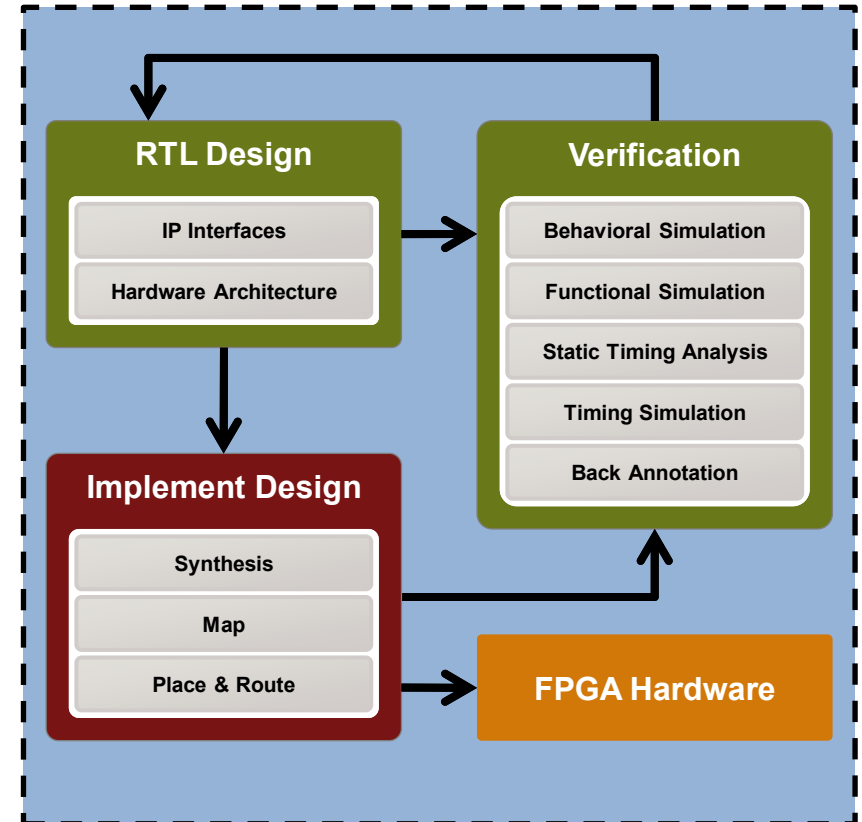 RTL Design
IP Interfaces
Hardware Architecture
Verification
Behavioral Simulation
Functional Simulation
Static Timing Analysis
Timing Simulation
Back Annotation
Implement Design
Synthesis
Map
Place & Route
FPGA Hardware